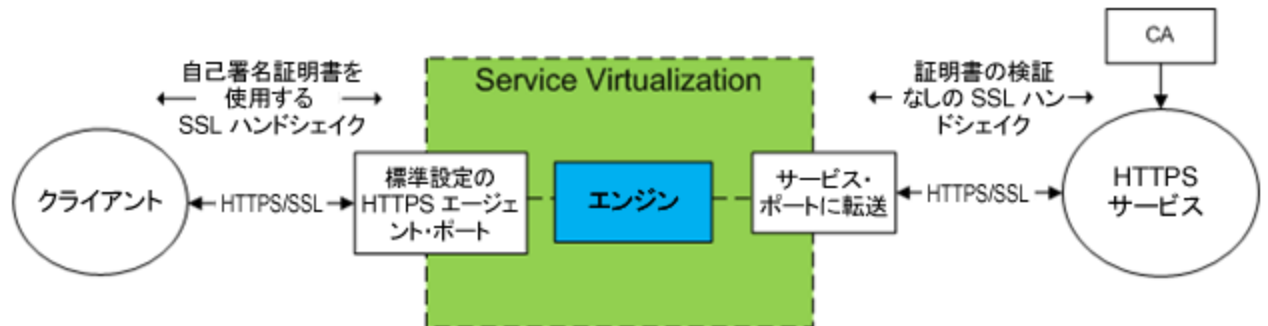 CA
自己署名証明書を
使用する
SSL ハンドシェイク
Service Virtualization
証明書の検証
なしの SSL ハン
ドシェイク
クライアント
HTTPS/SSL
標準設定の
HTTPS エージェ
ント・ポート
エンジン
サービス・
ポートに転送
HTTPS/SSL
HTTPS
サービス